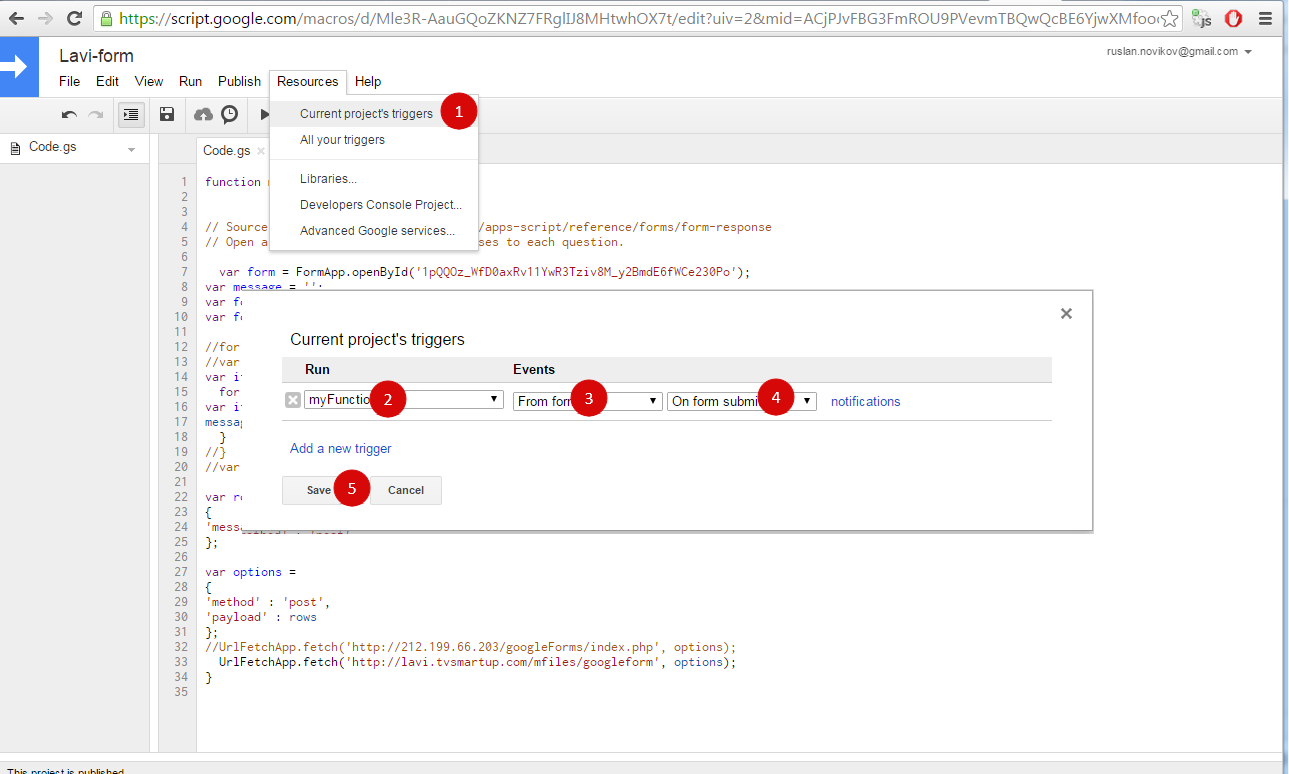 https://script.google.com/macros/d/Mle3R-AauGQoZKNZ7FRglIJ8MHtwhOX7t/edit?uiv=2&mid=ACjPJvFBG3FmROU9PVevmTBQwQcBE6YjwXMfooc
js
Lavi-form
ruslan.novikov@gmail.com
File Edit View Run Publish Resources Help
Current project's triggers 1
All your triggers
Libraries...
Developers Console Project...
Advanced Google services...
Code.gs
Code.gs ×
1 function
2
3
4 // Sourc /apps-script/reference/forms/form-response
5 // Open a ses to each question.
6
7 var form = FormApp.openById('1pQQOz_WfD0axRv11YwR3Tziv8M_y2BmdE6fWCe230Po');
8 var message = '';
9 var fo
10 var fo
11
12 //for
13 //var
14 var i
15 for
16 var i
17 messag
18 }
19 //}
20 //var
21
22 var r
23 {
24 'messa
25 };
26
27 var options =
28 {
29 'method' : 'post',
30 'payload' : rows
31 };
32 //UrlFetchApp.fetch('http://212.199.66.203/googleForms/index.php', options);
33 UrlFetchApp.fetch('http://lavi.tvsmartup.com/mfiles/googleform', options);
34 }
35
Current project's triggers
Run Events
myFunctio 2 From for 3 On form submi 4 notifications
Add a new trigger
Save 5 Cancel
This project is published